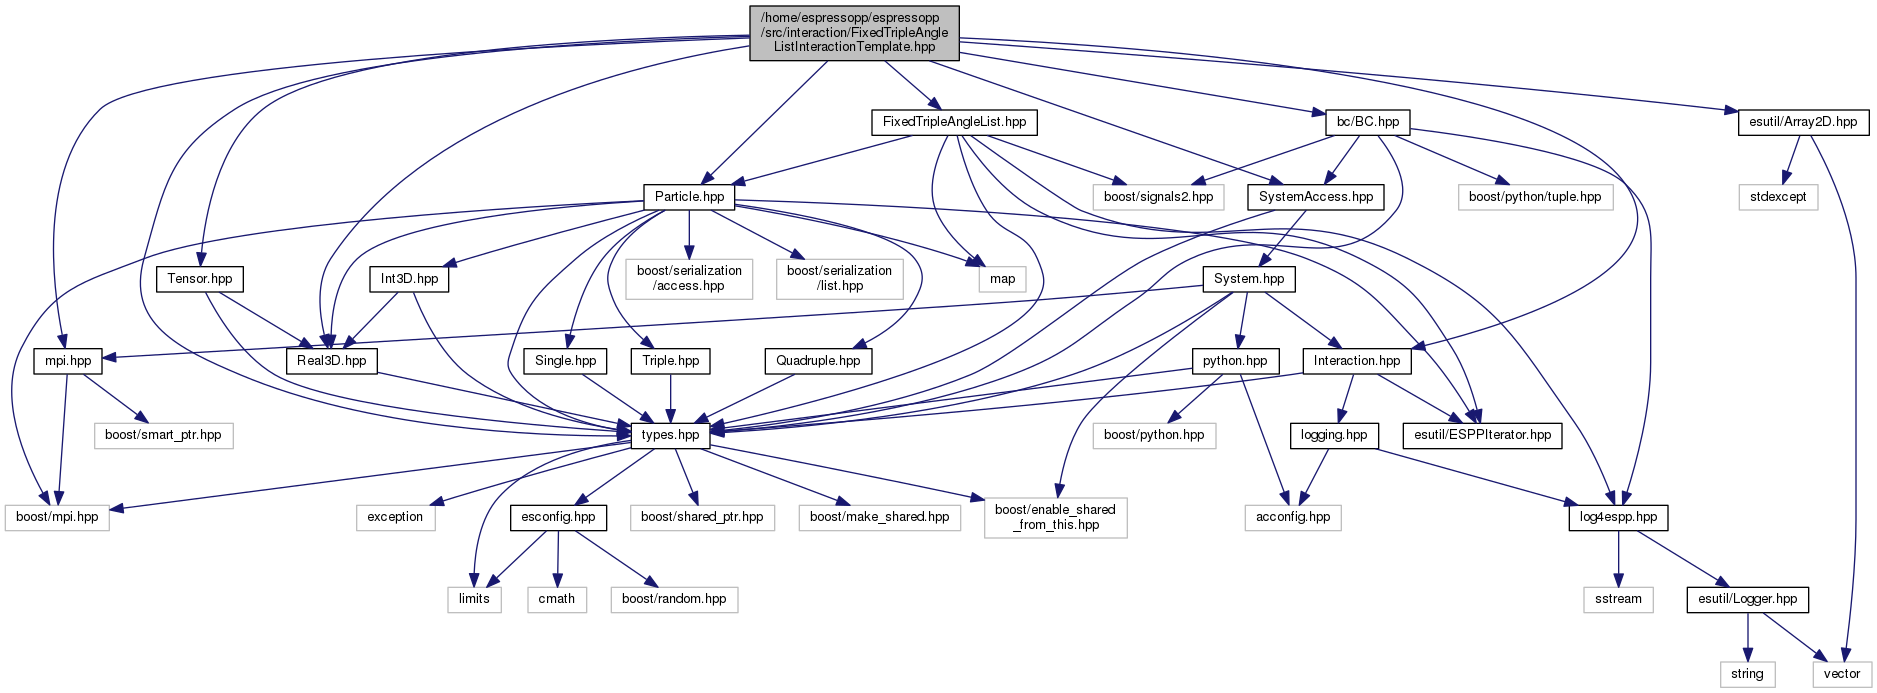 /home/espressopp/espressopp
/src/interaction/FixedTripleAngle
ListInteractionTemplate.hpp
FixedTripleAngleList.hpp
bc/BC.hpp
esutil/Array2D.hpp
Particle.hpp
boost/signals2.hpp
SystemAccess.hpp
boost/python/tuple.hpp
stdexcept
Tensor.hpp
Int3D.hpp
boost/serialization
/access.hpp
boost/serialization
/list.hpp
map
System.hpp
mpi.hpp
Real3D.hpp
Single.hpp
Triple.hpp
Quadruple.hpp
python.hpp
Interaction.hpp
boost/smart_ptr.hpp
types.hpp
boost/python.hpp
logging.hpp
esutil/ESPPIterator.hpp
boost/mpi.hpp
exception
esconfig.hpp
boost/shared_ptr.hpp
boost/make_shared.hpp
boost/enable_shared
_from_this.hpp
acconfig.hpp
log4espp.hpp
limits
cmath
boost/random.hpp
sstream
esutil/Logger.hpp
string
vector